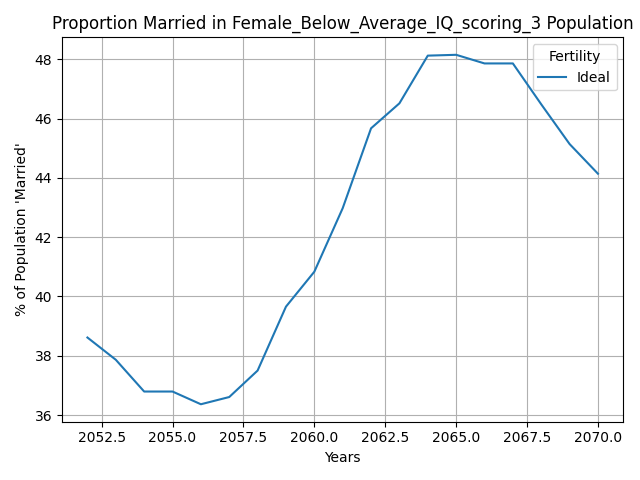 Proportion Married in Female_Below_Average_IQ_scoring_3 Population
% of Population 'Married'
48
46
44
42
40
38
36
Fertility
Ideal
2052.5 2055.0 2057.5 2060.0 2062.5 2065.0 2067.5 2070.0
Years